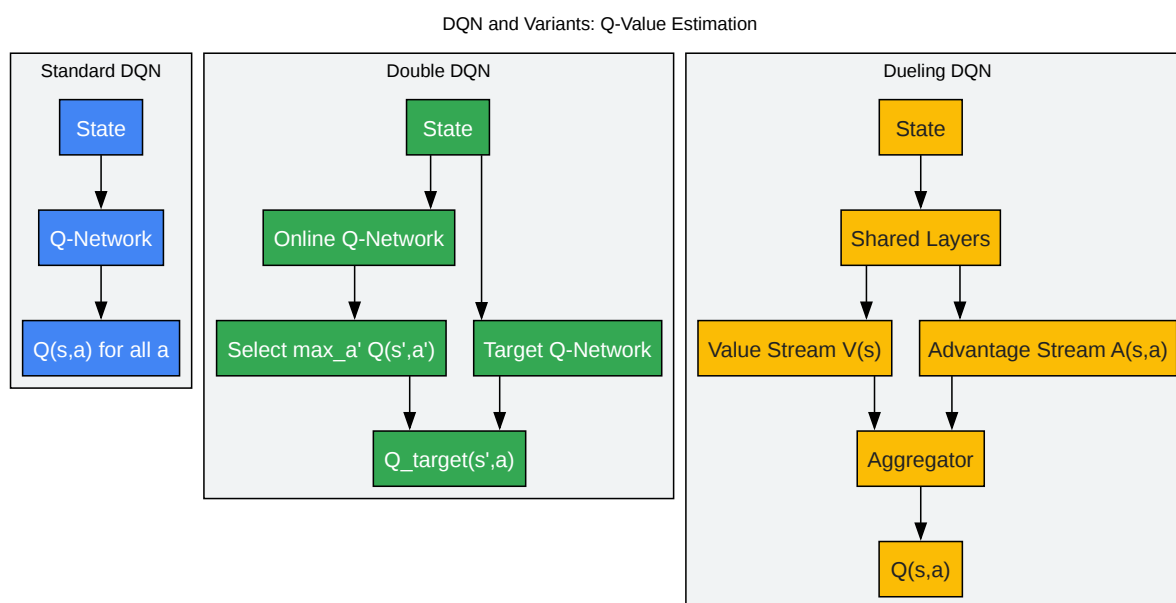 DQN and Variants: Q-Value Estimation
Standard DQN
State
Q-Network
Q(s,a) for all a
Double DQN
State
Online Q-Network
Select max_a' Q(s',a')
Target Q-Network
Q_target(s',a)
Dueling DQN
State
Shared Layers
Value Stream V(s)
Advantage Stream A(s,a)
Aggregator
Q(s,a)